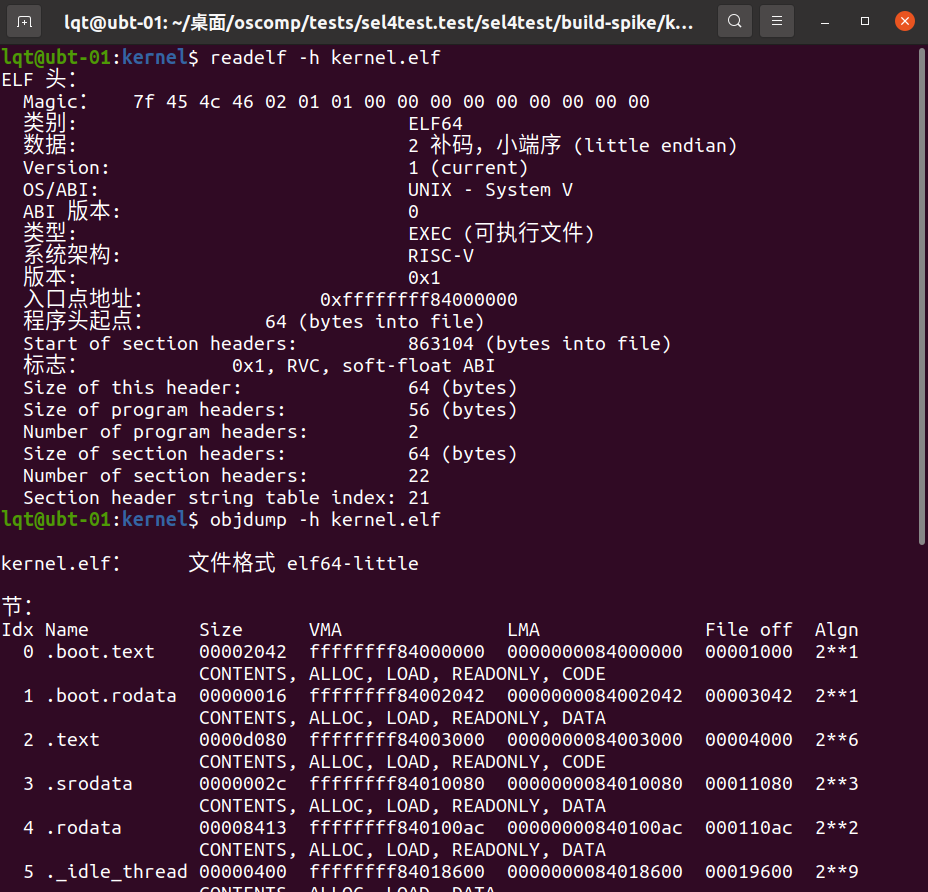 lqt@ubt-01: ~/桌面/oscomp/tests/sel4test.test/sel4test/build-spike/k...
lqt@ubt-01:kernel$ readelf -h kernel.elf
ELF 头：
  Magic：   7f 45 4c 46 02 01 01 00 00 00 00 00 00 00 00 00
  类别:                              ELF64
  数据:                              2 补码，小端序 (little endian)
  Version:                           1 (current)
  OS/ABI:                            UNIX - System V
  ABI 版本:                          0
  类型:                              EXEC (可执行文件)
  系统架构:                          RISC-V
  版本:                              0x1
  入口点地址：               0xffffffff84000000
  程序头起点：          64 (bytes into file)
  Start of section headers:          863104 (bytes into file)
  标志：             0x1, RVC, soft-float ABI
  Size of this header:               64 (bytes)
  Size of program headers:           56 (bytes)
  Number of program headers:         2
  Size of section headers:           64 (bytes)
  Number of section headers:         22
  Section header string table index: 21
lqt@ubt-01:kernel$ objdump -h kernel.elf
kernel.elf：     文件格式 elf64-little
节：
Idx Name          Size      VMA               LMA               File off  Algn
  0 .boot.text    00002042  ffffffff84000000  0000000084000000  00001000  2**1
                  CONTENTS, ALLOC, LOAD, READONLY, CODE
  1 .boot.rodata  00000016  ffffffff84002042  0000000084002042  00003042  2**1
                  CONTENTS, ALLOC, LOAD, READONLY, DATA
  2 .text         0000d080  ffffffff84003000  0000000084003000  00004000  2**6
                  CONTENTS, ALLOC, LOAD, READONLY, CODE
  3 .srodata      0000002c  ffffffff84010080  0000000084010080  00011080  2**3
                  CONTENTS, ALLOC, LOAD, READONLY, DATA
  4 .rodata       00008413  ffffffff840100ac  00000000840100ac  000110ac  2**2
                  CONTENTS, ALLOC, LOAD, READONLY, DATA
  5 ._idle_thread 00000400  ffffffff84018600  0000000084018600  00019600  2**9
                  CONTENTS, ALLOC, LOAD, DATA